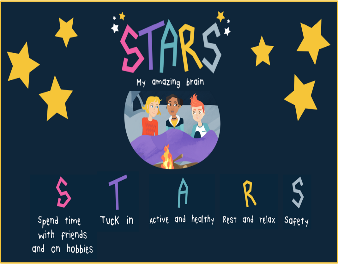 STARS
My amazing brain
S T A R S
Spend time
with friends
and on hobbies
Tuck in
Active and healthy
Rest and relax
Safety